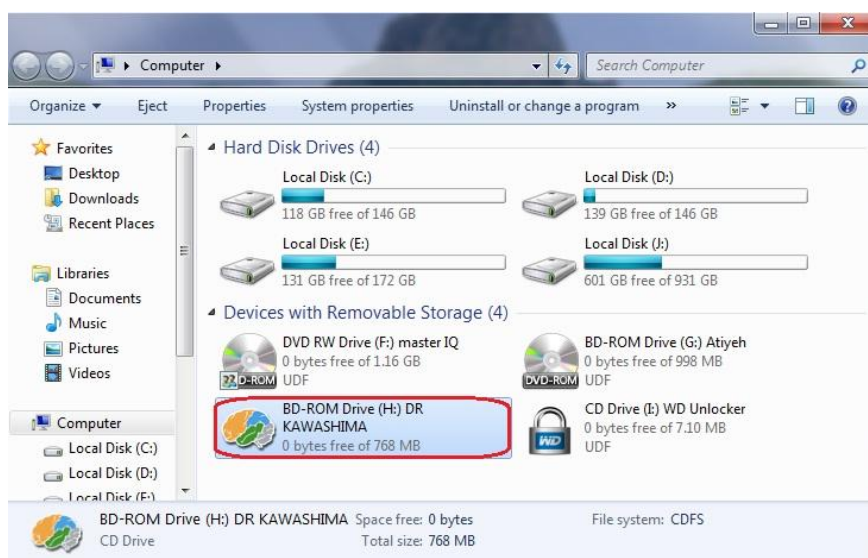 Computer
Search Computer
Organize Eject Properties System properties Uninstall or change a program »
Favorites
Desktop
Downloads
Recent Places
Libraries
Documents
Music
Pictures
Videos
Computer
Local Disk (C:)
Local Disk (D:)
Local Disk (E:)
Hard Disk Drives (4)
Local Disk (C:)
118 GB free of 146 GB
Local Disk (D:)
139 GB free of 146 GB
Local Disk (E:)
131 GB free of 172 GB
Local Disk (J:)
601 GB free of 931 GB
Devices with Removable Storage (4)
DVD RW Drive (F:) master IQ
0 bytes free of 1.16 GB
D-ROM UDF
BD-ROM Drive (G:) Atiyeh
0 bytes free of 998 MB
DVD-ROM UDF
BD-ROM Drive (H:) DR
KAWASHIMA
0 bytes free of 768 MB
CD Drive (I:) WD Unlocker
0 bytes free of 7.10 MB
WD UDF
BD-ROM Drive (H:) DR KAWASHIMA Space free: 0 bytes File system: CDFS
CD Drive Total size: 768 MB